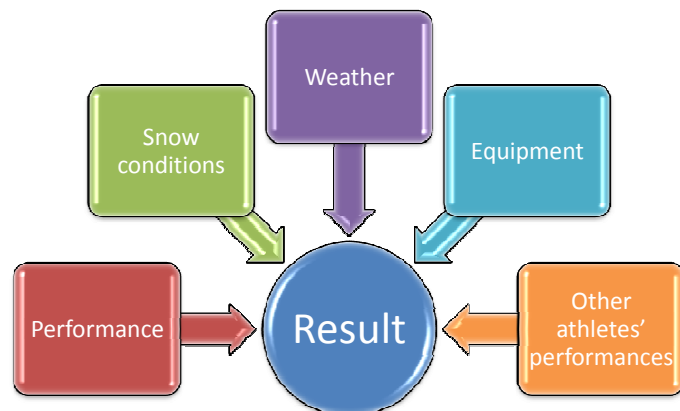 Weather
Snow
conditions
Equipment
Performance
Result
Other
athletes’
performances